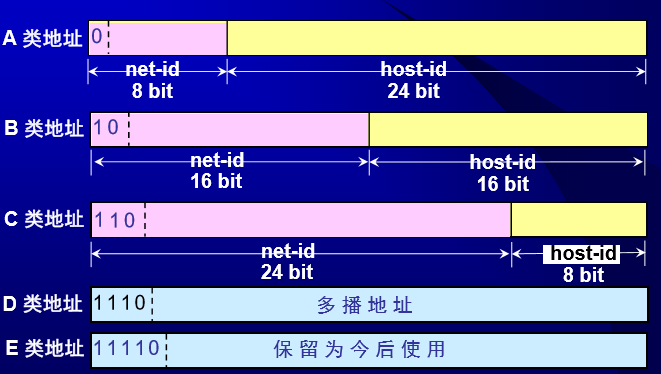 A 类地址 0
net-id host-id
8 bit 24 bit
B 类地址 10
net-id host-id
16 bit 16 bit
C 类地址 110
net-id host-id
24 bit 8 bit
D 类地址 1110 多播地址
E 类地址 11110 保留为今后使用